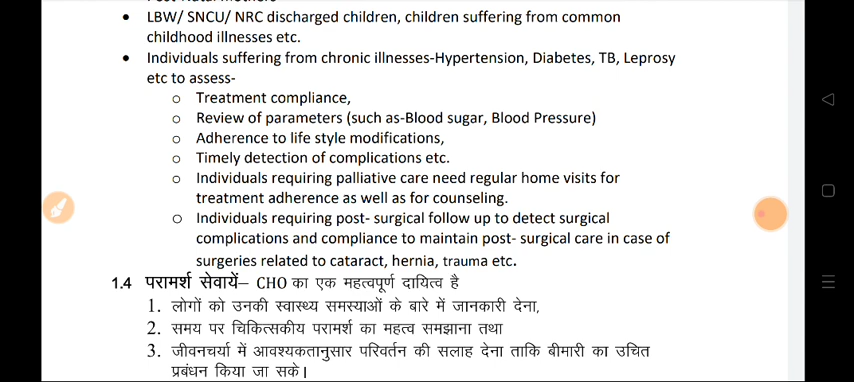 • LBW/ SNCU/ NRC discharged children, children suffering from common
childhood illnesses etc.
• Individuals suffering from chronic illnesses-Hypertension, Diabetes, TB, Leprosy
etc to assess-
o Treatment compliance,
o Review of parameters (such as-Blood sugar, Blood Pressure)
o Adherence to life style modifications,
o Timely detection of complications etc.
o Individuals requiring palliative care need regular home visits for
treatment adherence as well as for counseling.
o Individuals requiring post- surgical follow up to detect surgical
complications and compliance to maintain post- surgical care in case of
surgeries related to cataract, hernia, trauma etc.
1.4 परामर्श सेवायें– CHO का एक महत्वपूर्ण दायित्व है
1. लोगों को उनकी स्वास्थ्य समस्याओं के बारे में जानकारी देना,
2. समय पर चिकित्सकीय परामर्श का महत्व समझाना तथा
3. जीवनचर्या में आवश्यकतानुसार परिवर्तन की सलाह देना ताकि बीमारी का उचित
प्रबंधन किया जा सके।